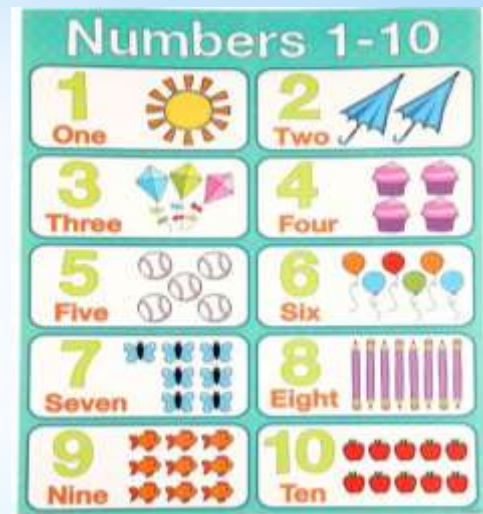 Numbers 1-10
1
One
2
Two
3
Three
4
Four
5
Five
6
Six
7
Seven
8
Eight
9
Nine
10
Ten